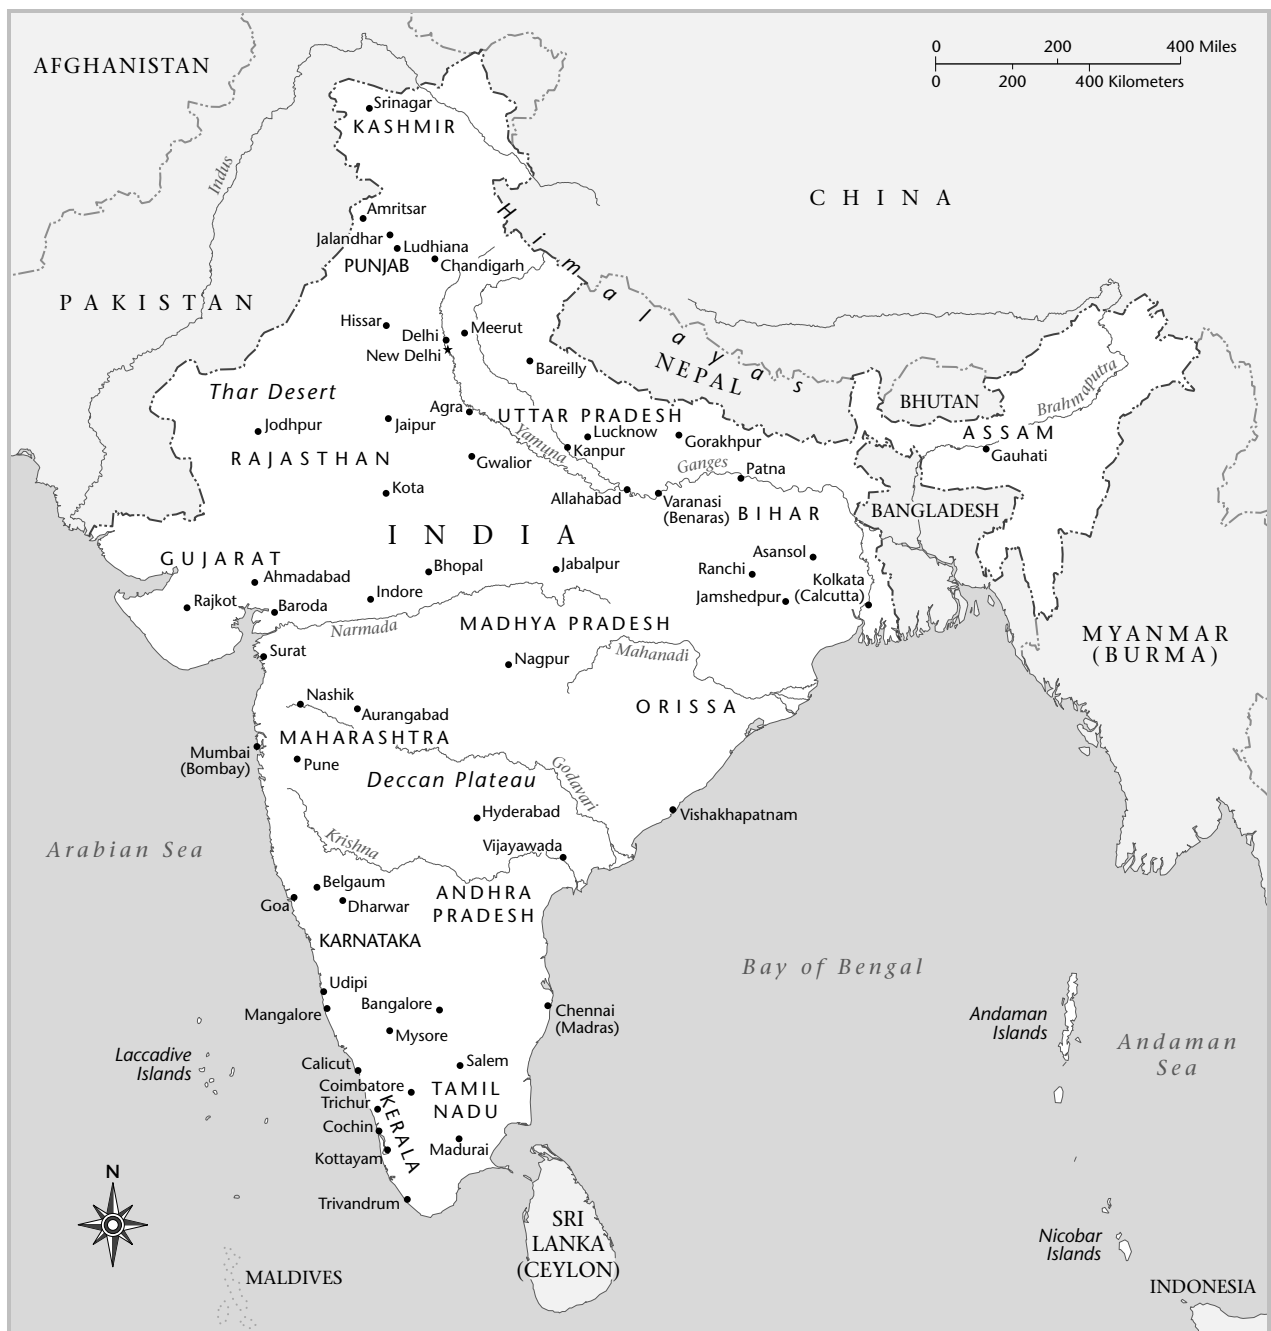 0 200 400 Miles
0 200 400 Kilometers
AFGHANISTAN
Srinagar
KASHMIR
Indus
CHINA
Amritsar
Jalandhar
Ludhiana
PUNJAB
Chandigarh
Himalayas
PAKISTAN
Hissar
Meerut
Delhi
New Delhi
Bareilly
NEPAL
Thar Desert
BHUTAN
Brahmaputra
Agra
UTTAR PRADESH
Jodhpur
Jaipur
Lucknow
Gorakhpur
ASSAM
Kanpur
Yamuna
Gauhati
RAJASTHAN
Gwalior
Ganges
Patna
Kota
Allahabad
Varanasi
(Benaras)
BIHAR
BANGLADESH
INDIA
GUJARAT
Asansol
Ahmadabad
Bhopal
Jabalpur
Ranchi
Kolkata
(Calcutta)
Rajkot
Baroda
Indore
Jamshedpur
Narmada
MADHYA PRADESH
MYANMAR
(BURMA)
Surat
Nagpur
Mahanadi
Nashik
Aurangabad
ORISSA
MAHARASHTRA
Mumbai
(Bombay)
Pune
Deccan Plateau
Godavari
Hyderabad
Vishakhapatnam
Arabian Sea
Krishna
Vijayawada
Belgaum
Goa
Dharwar
ANDHRA
PRADESH
KARNATAKA
Bay of Bengal
Udipi
Bangalore
Mangalore
Chennai
(Madras)
Andaman
Islands
Mysore
Andaman
Sea
Laccadive
Islands
Calicut
Salem
Coimbatore
TAMIL
NADU
Trichur
KERALA
Cochin
Madurai
Kottayam
N
Trivandrum
SRI
LANKA
(CEYLON)
Nicobar
Islands
MALDIVES
INDONESIA